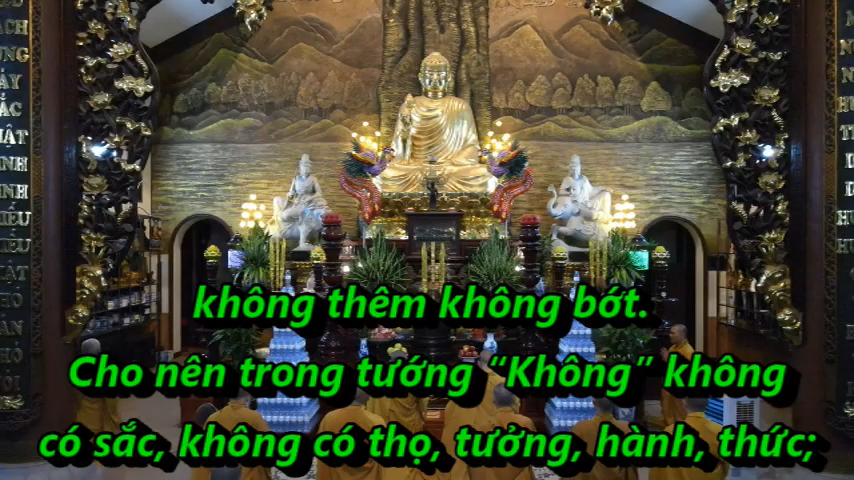 không thêm không bớt.
Cho nên trong tướng “Không” không
có sắc, không có thọ, tưởng, hành, thức;